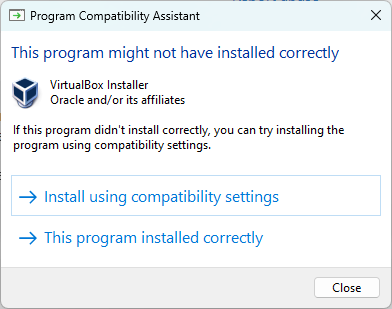 Program Compatibility Assistant
This program might not have installed correctly
VirtualBox Installer
Oracle and/or its affiliates
If this program didn't install correctly, you can try installing the
program using compatibility settings.
Install using compatibility settings
This program installed correctly
Close